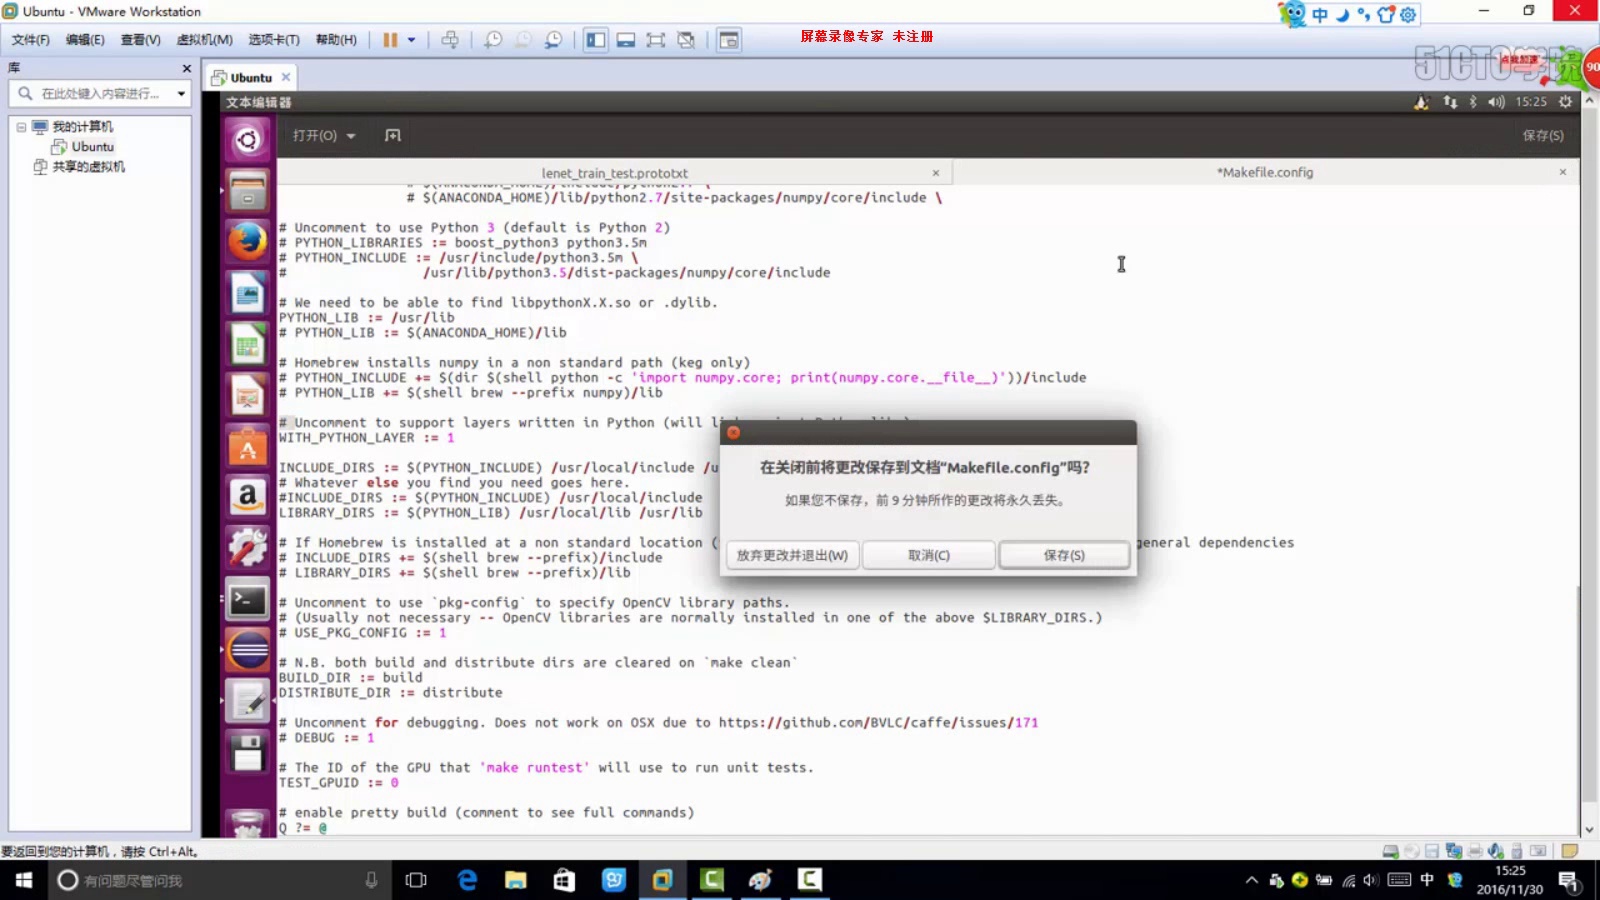 Ubuntu - VMware Workstation
中
文件(F) 编辑(E) 查看(V) 虚拟机(M) 选项卡(T) 帮助(H)
屏幕录像专家 未注册
51CTO学院
点我加速
90
库
在此处键入内容进行...
我的计算机
Ubuntu
共享的虚拟机
Ubuntu
文本编辑器
15:25
打开(O)
保存(S)
lenet_train_test.prototxt
*Makefile.config
# $(ANACONDA_HOME)/include/python2.7 \
# $(ANACONDA_HOME)/lib/python2.7/site-packages/numpy/core/include \
# Uncomment to use Python 3 (default is Python 2)
# PYTHON_LIBRARIES := boost_python3 python3.5m
# PYTHON_INCLUDE := /usr/include/python3.5m \
# /usr/lib/python3.5/dist-packages/numpy/core/include
# We need to be able to find libpythonX.X.so or .dylib.
PYTHON_LIB := /usr/lib
# PYTHON_LIB := $(ANACONDA_HOME)/lib
# Homebrew installs numpy in a non standard path (keg only)
# PYTHON_INCLUDE += $(dir $(shell python -c 'import numpy.core; print(numpy.core.__file__)'))/include
# PYTHON_LIB += $(shell brew --prefix numpy)/lib
# Uncomment to support layers written in Python (will
WITH_PYTHON_LAYER := 1
INCLUDE_DIRS := $(PYTHON_INCLUDE) /usr/local/include /u
# Whatever else you find you need goes here.
#INCLUDE_DIRS := $(PYTHON_INCLUDE) /usr/local/include
LIBRARY_DIRS := $(PYTHON_LIB) /usr/local/lib /usr/lib
# If Homebrew is installed at a non standard location ( general dependencies
# INCLUDE_DIRS += $(shell brew --prefix)/include
# LIBRARY_DIRS += $(shell brew --prefix)/lib
# Uncomment to use `pkg-config` to specify OpenCV library paths.
# (Usually not necessary -- OpenCV libraries are normally installed in one of the above $LIBRARY_DIRS.)
# USE_PKG_CONFIG := 1
# N.B. both build and distribute dirs are cleared on `make clean`
BUILD_DIR := build
DISTRIBUTE_DIR := distribute
# Uncomment for debugging. Does not work on OSX due to https://github.com/BVLC/caffe/issues/171
# DEBUG := 1
# The ID of the GPU that 'make runtest' will use to run unit tests.
TEST_GPUID := 0
# enable pretty build (comment to see full commands)
Q ?= @
在关闭前将更改保存到文档“Makefile.config”吗?
如果您不保存，前 9 分钟所作的更改将永久丢失。
放弃更改并退出(W) 取消(C) 保存(S)
要返回到您的计算机，请按 Ctrl+Alt。
有问题尽管问我
中
15:25
2016/11/30
1